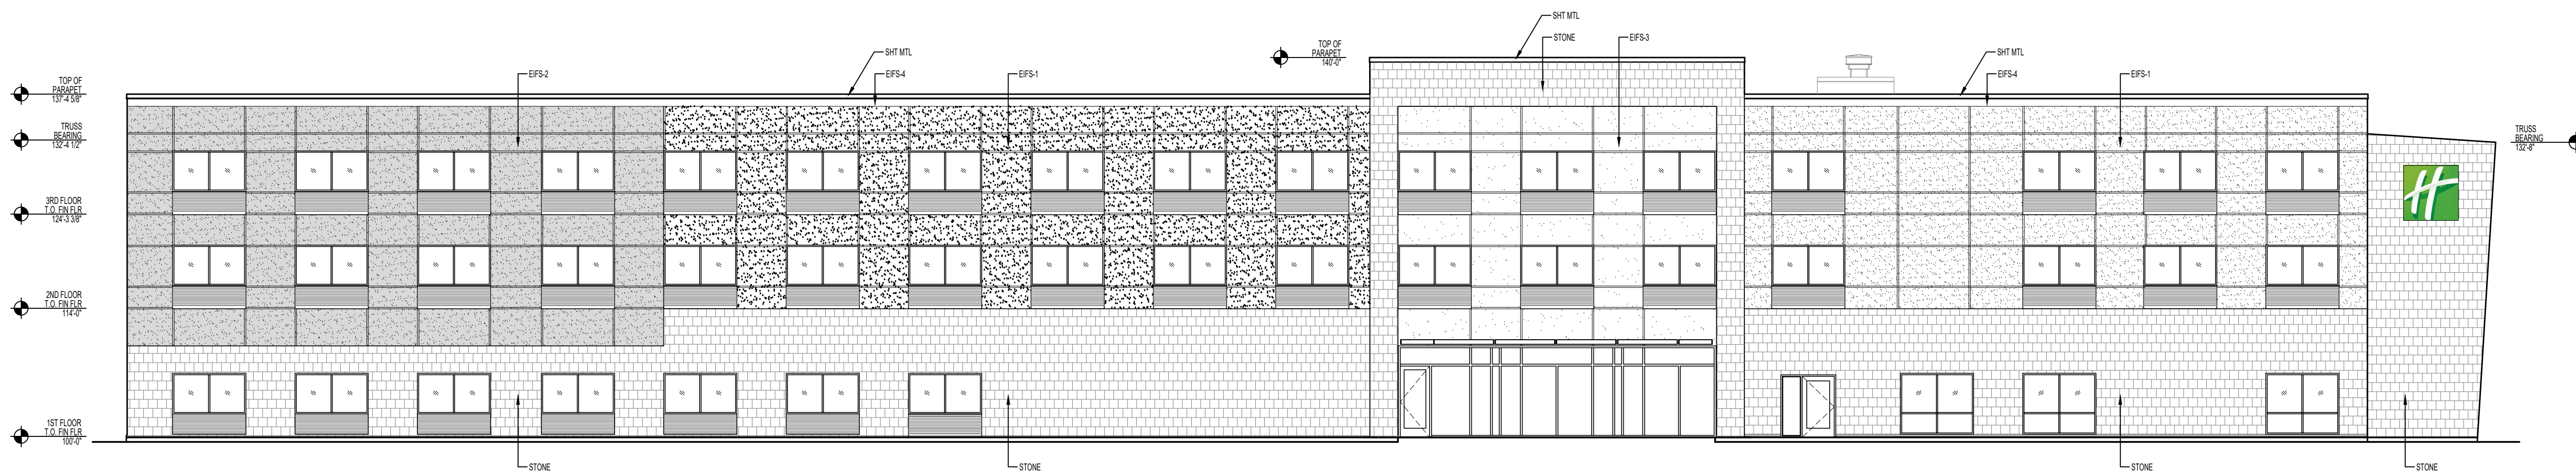 SHT MTL
STONE
EIFS-3
TOP OF
PARAPET
140'-0"
SHT MTL
EIFS-4
EIFS-1
EIFS-2
SHT MTL
EIFS-4
EIFS-1
TOP OF
PARAPET
137'-4 5/8"
TRUSS
BEARING
132'-4 1/2"
TRUSS
BEARING
132'-8"
H
3RD FLOOR
T.O. FIN FLR
124'-3 3/8"
2ND FLOOR
T.O. FIN FLR
114'-0"
1ST FLOOR
T.O. FIN FLR
100'-0"
STONE
STONE
STONE
STONE